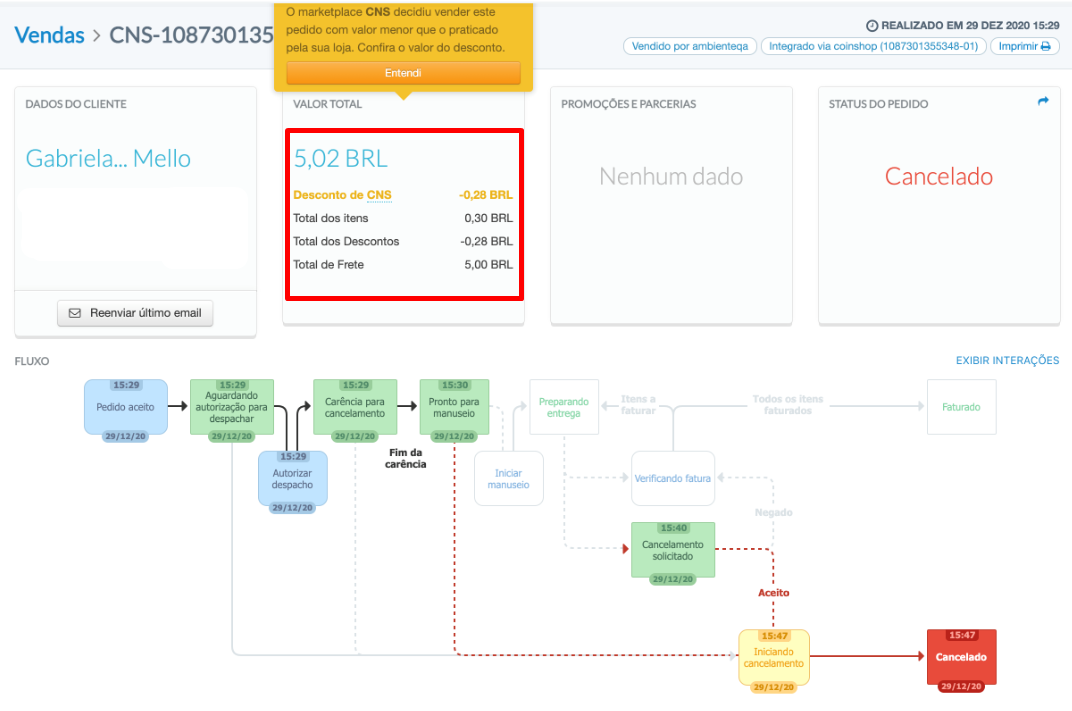 O marketplace CNS decidiu vender este
pedido com valor menor que o praticado
pela sua loja. Confira o valor do desconto.
Entendi
Vendas > CNS-108730135
REALIZADO EM 29 DEZ 2020 15:29
Vendido por ambienteqa
Integrado via coinshop (1087301355348-01)
Imprimir
DADOS DO CLIENTE
Gabriela... Mello
Reenviar último email
VALOR TOTAL
5,02 BRL
Desconto de CNS -0,28 BRL
Total dos itens 0,30 BRL
Total dos Descontos -0,28 BRL
Total de Frete 5,00 BRL
PROMOÇÕES E PARCERIAS
Nenhum dado
STATUS DO PEDIDO
Cancelado
FLUXO
EXIBIR INTERAÇÕES
15:29
Pedido aceito
29/12/20
15:29
Aguardando
autorização para
despachar
29/12/20
15:29
Autorizar
despacho
29/12/20
15:29
Carência para
cancelamento
29/12/20
Fim da
carência
15:30
Pronto para
manuseio
29/12/20
Iniciar
manuseio
Preparando
entrega
Itens a
faturar
Verificando fatura
Todos os itens
faturados
Faturado
Negado
15:40
Cancelamento
solicitado
29/12/20
Aceito
15:47
Iniciando
cancelamento
29/12/20
15:47
Cancelado
29/12/20